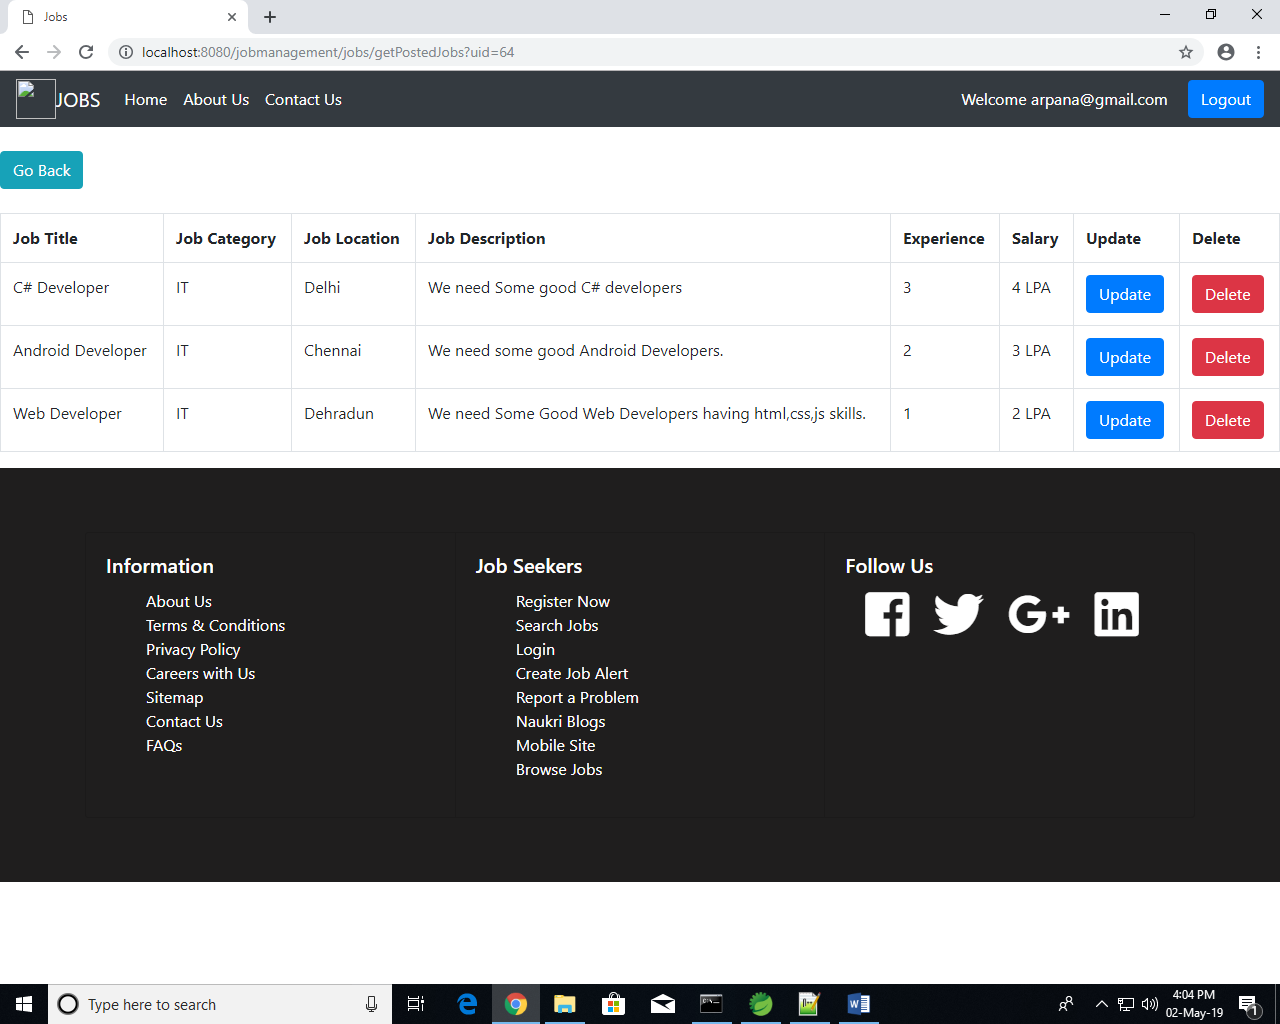 Jobs
localhost:8080/jobmanagement/jobs/getPostedJobs?uid=64
JOBS Home About Us Contact Us Welcome arpana@gmail.com Logout
Go Back
Job Title Job Category Job Location Job Description Experience Salary Update Delete
C# Developer IT Delhi We need Some good C# developers 3 4 LPA Update Delete
Android Developer IT Chennai We need some good Android Developers. 2 3 LPA Update Delete
Web Developer IT Dehradun We need Some Good Web Developers having html,css,js skills. 1 2 LPA Update Delete
Information
About Us
Terms & Conditions
Privacy Policy
Careers with Us
Sitemap
Contact Us
FAQs
Job Seekers
Register Now
Search Jobs
Login
Create Job Alert
Report a Problem
Naukri Blogs
Mobile Site
Browse Jobs
Follow Us
Type here to search
4:04 PM
02-May-19
1